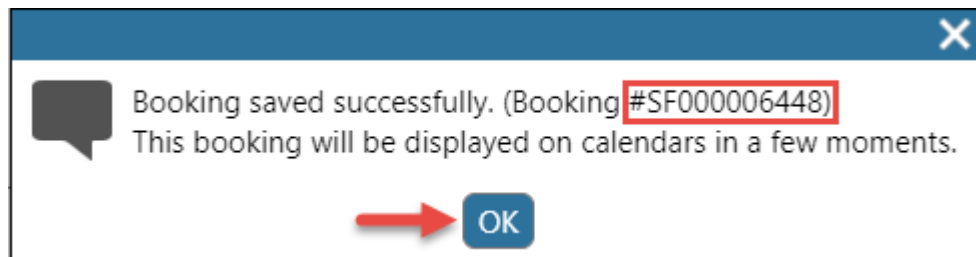 Booking saved successfully. (Booking #SF000006448)
This booking will be displayed on calendars in a few moments.
OK